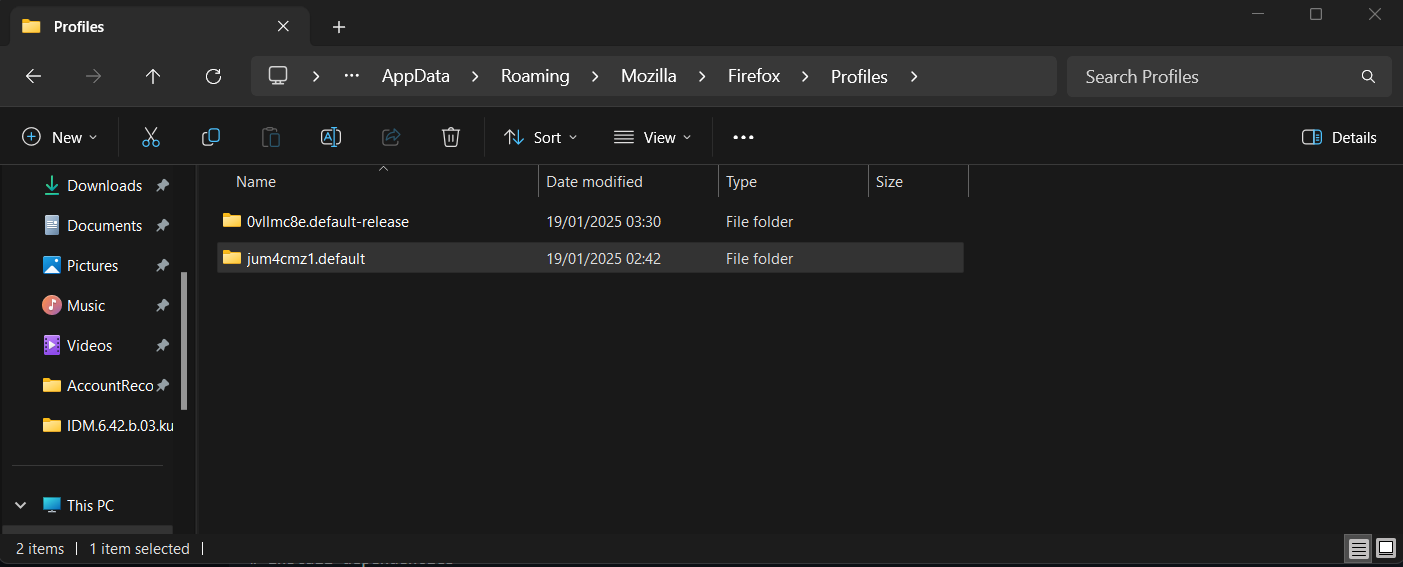 Profiles
AppData > Roaming > Mozilla > Firefox > Profiles >
Search Profiles
New
Sort
View
Details
Downloads
Documents
Pictures
Music
Videos
AccountReco
IDM.6.42.b.03.ku
This PC
Name Date modified Type Size
0vllmc8e.default-release 19/01/2025 03:30 File folder
jum4cmz1.default 19/01/2025 02:42 File folder
2 items | 1 item selected |